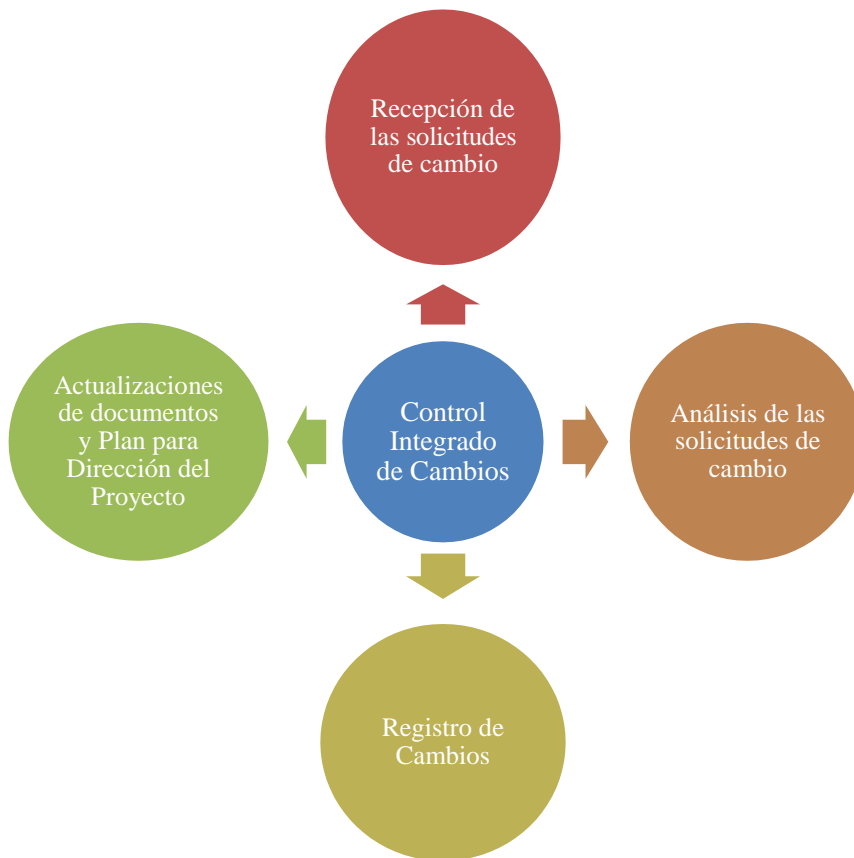 Recepción de
las solicitudes
de cambio
Actualizaciones
de documentos
y Plan para
Dirección del
Proyecto
Control
Integrado
de Cambios
Análisis de las
solicitudes de
cambio
Registro de
Cambios